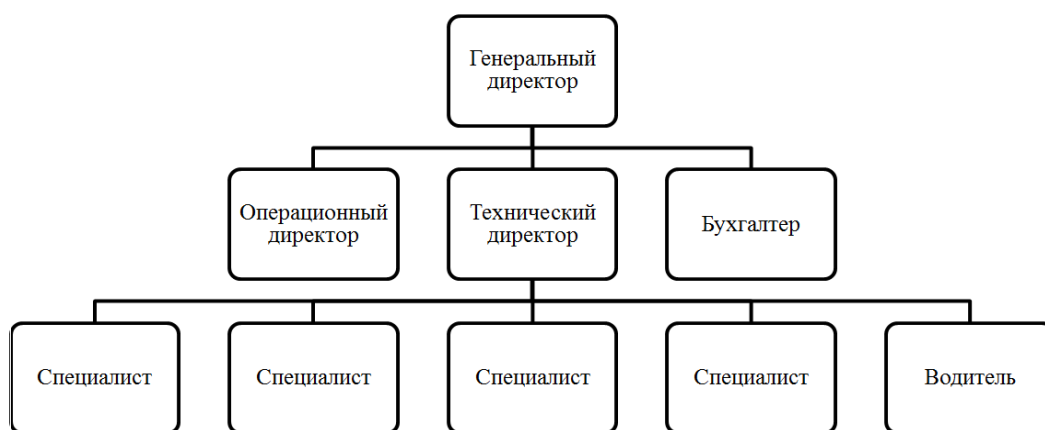 Генеральный
директор
Операционный
директор
Технический
директор
Бухгалтер
Специалист
Специалист
Специалист
Специалист
Водитель